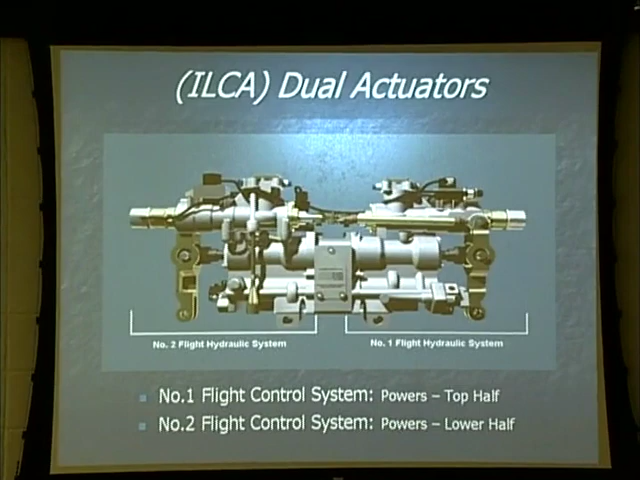 (ILCA) Dual Actuators
No. 2 Flight Hydraulic System
No. 1 Flight Hydraulic System
No.1 Flight Control System: Powers – Top Half
No.2 Flight Control System: Powers – Lower Half